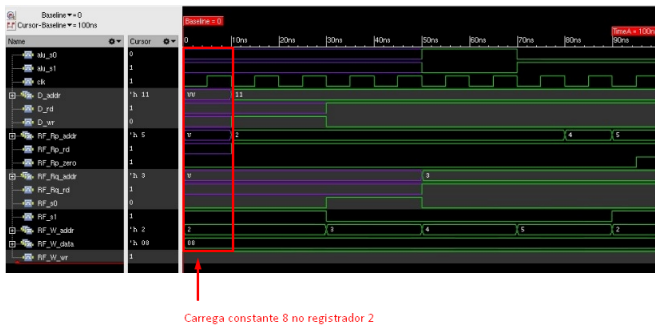 Baseline = 0
Cursor-Baseline = 100ns
Baseline = 0
TimeA = 100n
Name Cursor 0 10ns 20ns 30ns 40ns 50ns 60ns 70ns 80ns 90ns
alu_s0 0
alu_s1 1
clk 1
D_addr 'h 11 11
D_rd 1
D_wr 0
RF_Rp_addr 'h 5 2 4 5
RF_Rp_rd 1
RF_Rp_zero 1
RF_Rq_addr 'h 3 3
RF_Rq_rd 1
RF_s0 0
RF_s1 1
RF_W_addr 'h 2 2 3 4 5 2
RF_W_data 'h 08 08
RF_W_wr 1
Carrega constante 8 no registrador 2